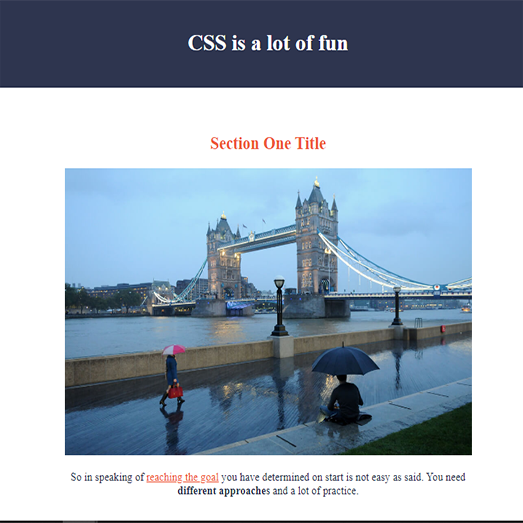 CSS is a lot of fun
Section One Title
So in speaking of reaching the goal you have determined on start is not easy as said. You need
different approaches and a lot of practice.